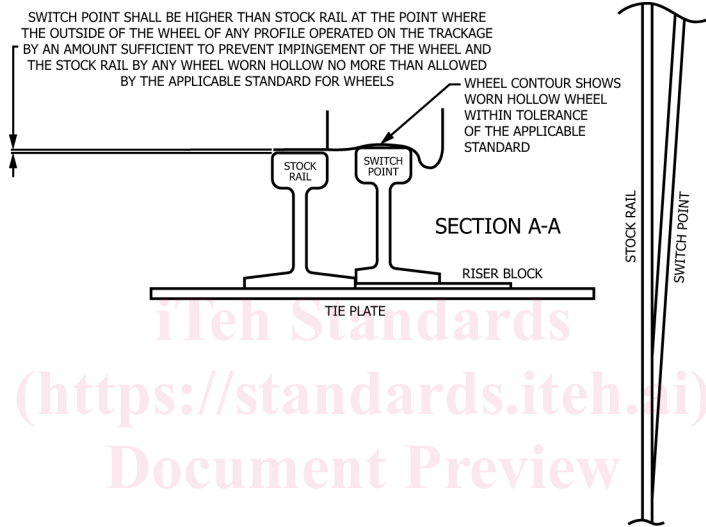 SWITCH POINT SHALL BE HIGHER THAN STOCK RAIL AT THE POINT WHERE
THE OUTSIDE OF THE WHEEL OF ANY PROFILE OPERATED ON THE TRACKAGE
BY AN AMOUNT SUFFICIENT TO PREVENT IMPINGEMENT OF THE WHEEL AND
THE STOCK RAIL BY ANY WHEEL WORN HOLLOW NO MORE THAN ALLOWED
BY THE APPLICABLE STANDARD FOR WHEELS
WHEEL CONTOUR SHOWS
WORN HOLLOW WHEEL
WITHIN TOLERANCE
OF THE APPLICABLE
STANDARD
STOCK
RAIL
SWITCH
POINT
SECTION A-A
RISER BLOCK
TIE PLATE
STOCK RAIL
SWITCH POINT
iTeh Standards
(https://standards.iteh.ai)
Document Preview